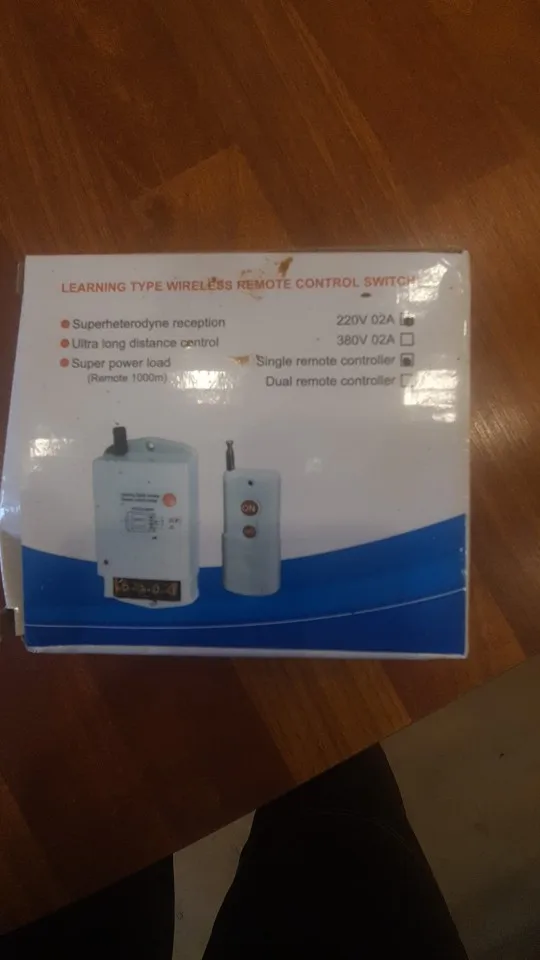 LEARNING TYPE WIRELESS REMOTE CONTROL SWITCH
Superheterodyne reception
Ultra long distance control
Super power load
(Remote 1000m)
220V 02A
380V 02A
Single remote controller
Dual remote controller
ON